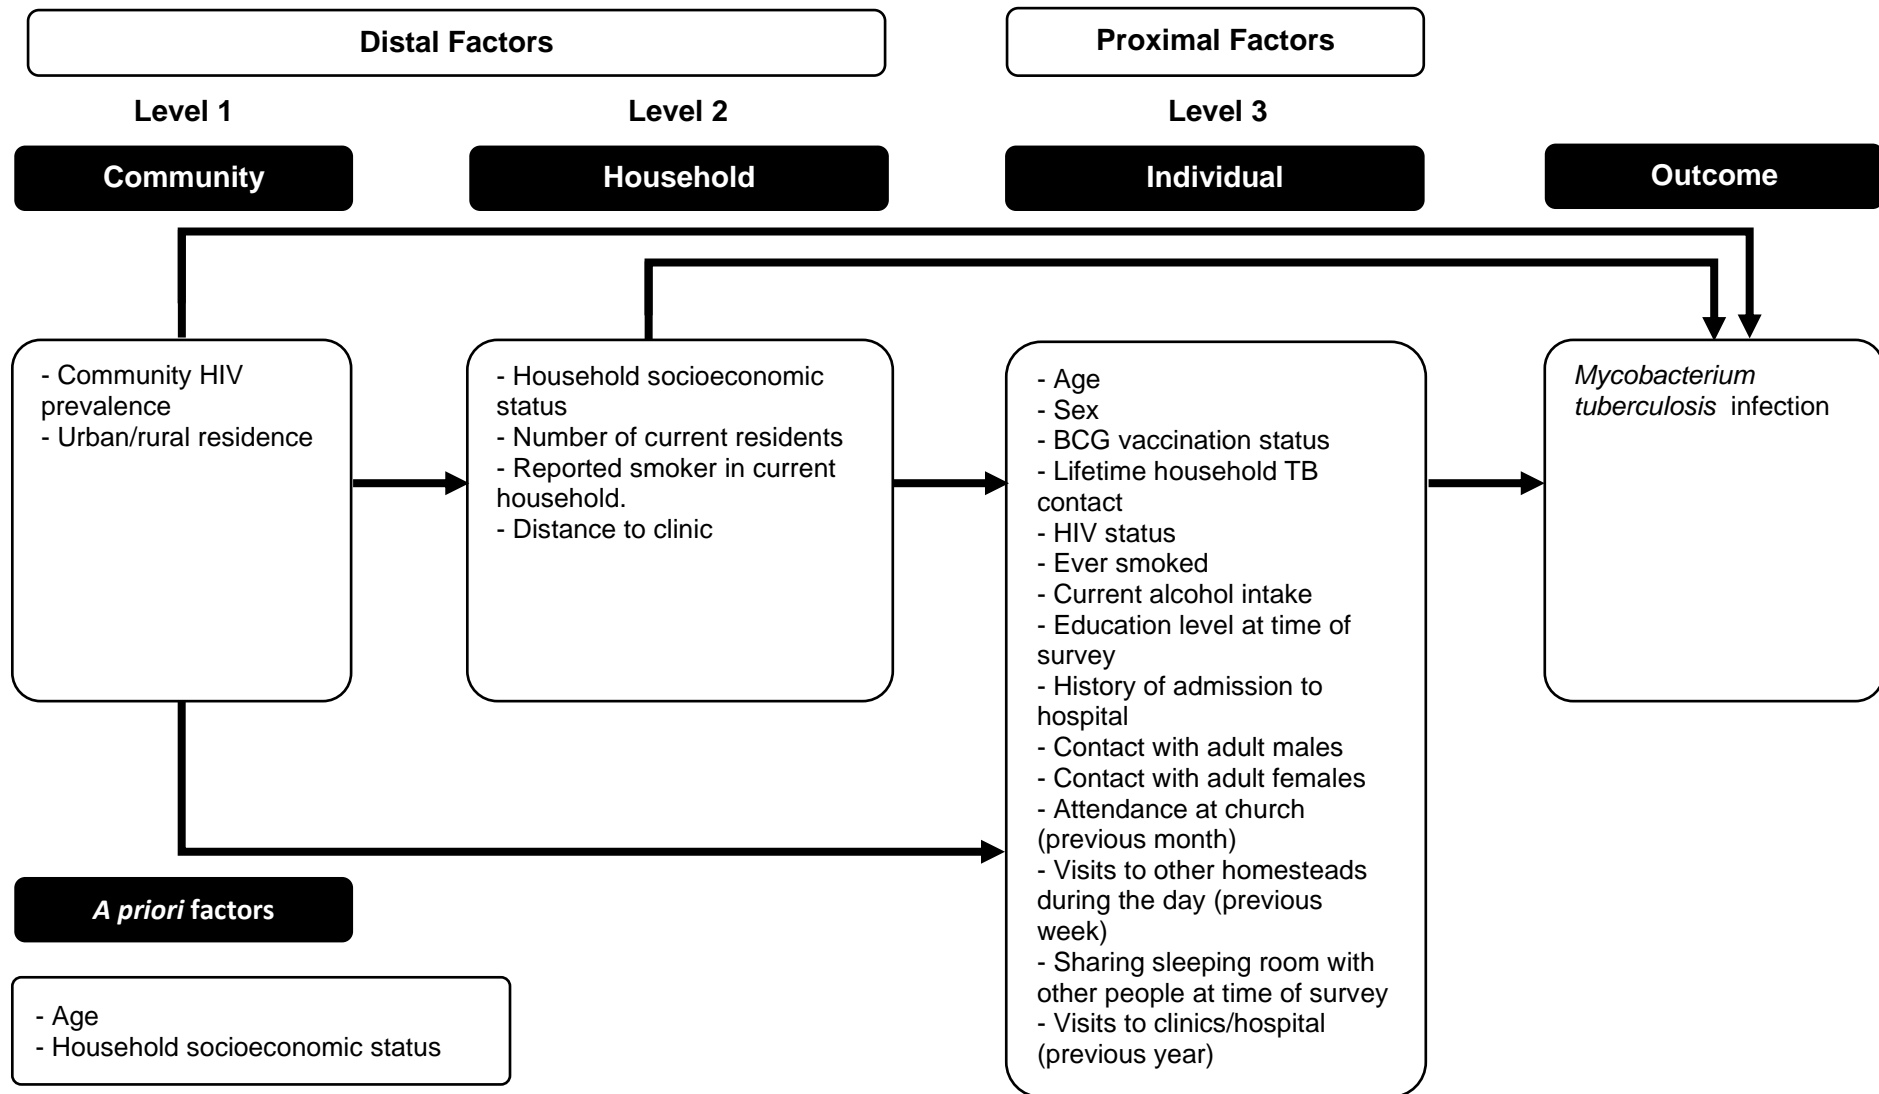 Distal Factors
Proximal Factors
Level 1
Level 2
Level 3
Community
Household
Individual
Outcome
- Community HIV
prevalence
- Urban/rural residence
- Household socioeconomic
status
- Number of current residents
- Reported smoker in current
household.
- Distance to clinic
- Age
- Sex
- BCG vaccination status
- Lifetime household TB
contact
- HIV status
- Ever smoked
- Current alcohol intake
- Education level at time of
survey
- History of admission to
hospital
- Contact with adult males
- Contact with adult females
- Attendance at church
(previous month)
- Visits to other homesteads
during the day (previous
week)
- Sharing sleeping room with
other people at time of survey
- Visits to clinics/hospital
(previous year)
Mycobacterium
tuberculosis infection
A priori factors
- Age
- Household socioeconomic status